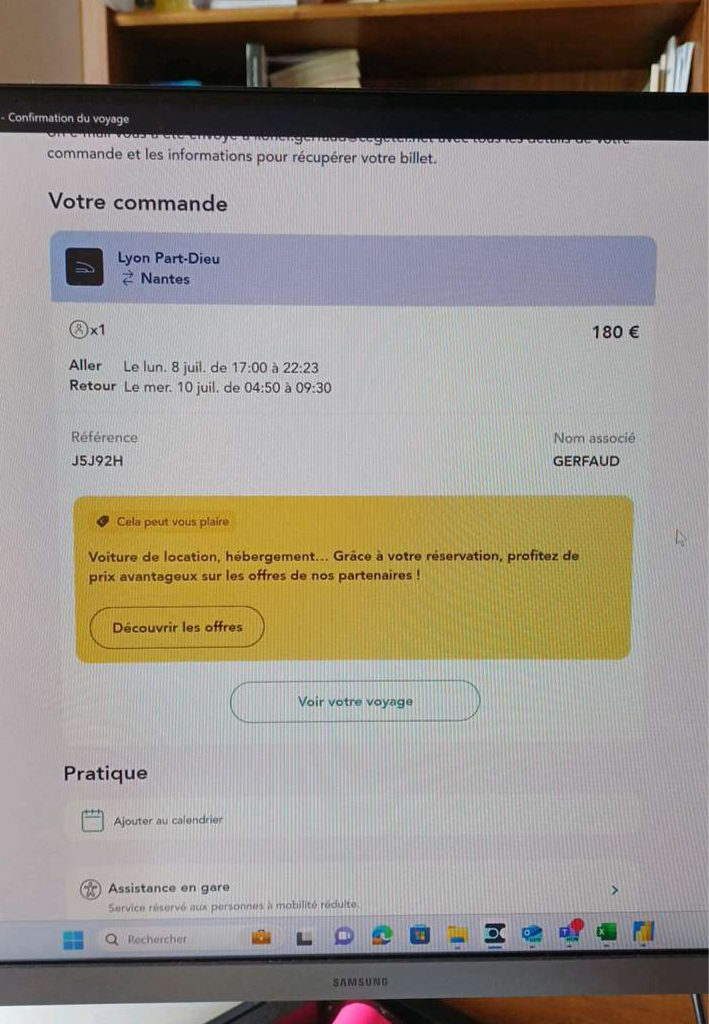 - Confirmation du voyage
commande et les informations pour récupérer votre billet.
Votre commande
Lyon Part-Dieu
⇄ Nantes
x1
180 €
Aller Le lun. 8 juil. de 17:00 à 22:23
Retour Le mer. 10 juil. de 04:50 à 09:30
Référence
Nom associé
J5J92H
GERFAUD
Cela peut vous plaire
Voiture de location, hébergement... Grâce à votre réservation, profitez de
prix avantageux sur les offres de nos partenaires !
Découvrir les offres
Voir votre voyage
Pratique
Ajouter au calendrier
Assistance en gare
Service réservé aux personnes à mobilité réduite.
Rechercher
SAMSUNG